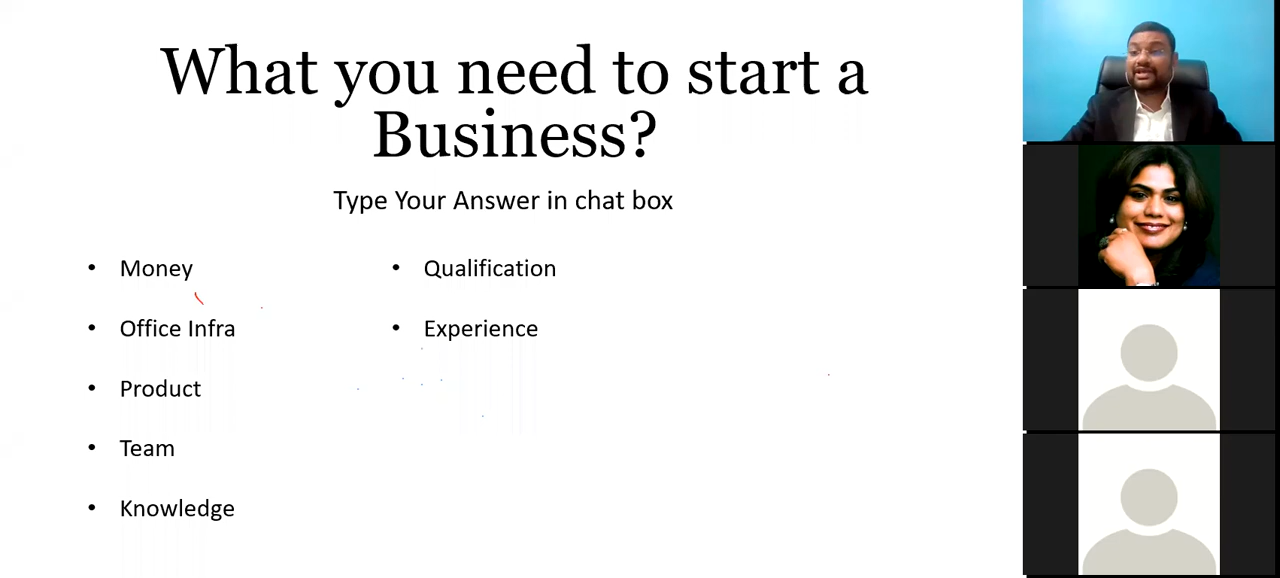 What you need to start a
Business?
Type Your Answer in chat box
• Money
• Office Infra
• Product
• Team
• Knowledge
• Qualification
• Experience